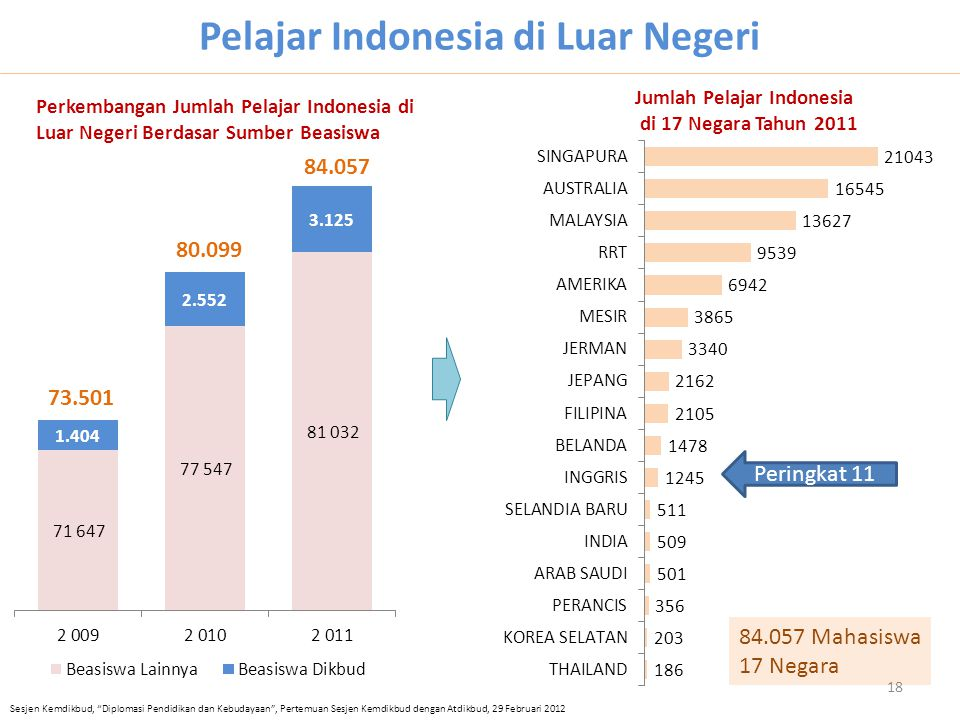 Pelajar Indonesia di Luar Negeri
Perkembangan Jumlah Pelajar Indonesia di
Luar Negeri Berdasar Sumber Beasiswa
84.057
3.125
80.099
2.552
73.501
1.404
81 032
77 547
71 647
2 009
2 010
2 011
Beasiswa Lainnya
Beasiswa Dikbud
Jumlah Pelajar Indonesia
di 17 Negara Tahun 2011
SINGAPURA 21043
AUSTRALIA 16545
MALAYSIA 13627
RRT 9539
AMERIKA 6942
MESIR 3865
JERMAN 3340
JEPANG 2162
FILIPINA 2105
BELANDA 1478
INGGRIS 1245
Peringkat 11
SELANDIA BARU 511
INDIA 509
ARAB SAUDI 501
PERANCIS 356
KOREA SELATAN 203
THAILAND 186
84.057 Mahasiswa
17 Negara
18
Sesjen Kemdikbud, “Diplomasi Pendidikan dan Kebudayaan”, Pertemuan Sesjen Kemdikbud dengan Atdikbud, 29 Februari 2012